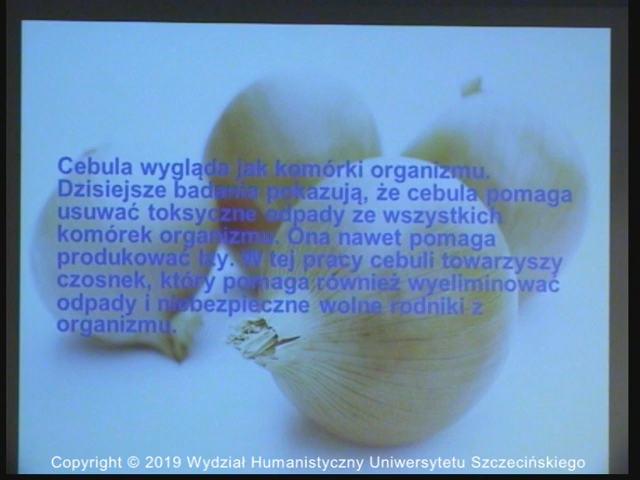 Cebula wygląda jak komórki organizmu.
Dzisiejsze badania pokazują, że cebula pomaga
usuwać toksyczne odpady ze wszystkich
komórek organizmu. Ona nawet pomaga
produkować łzy. W tej pracy cebuli towarzyszy
czosnek, który pomaga również wyeliminować
odpady i niebezpieczne wolne rodniki z
organizmu.
Copyright © 2019 Wydział Humanistyczny Uniwersytetu Szczecińskiego